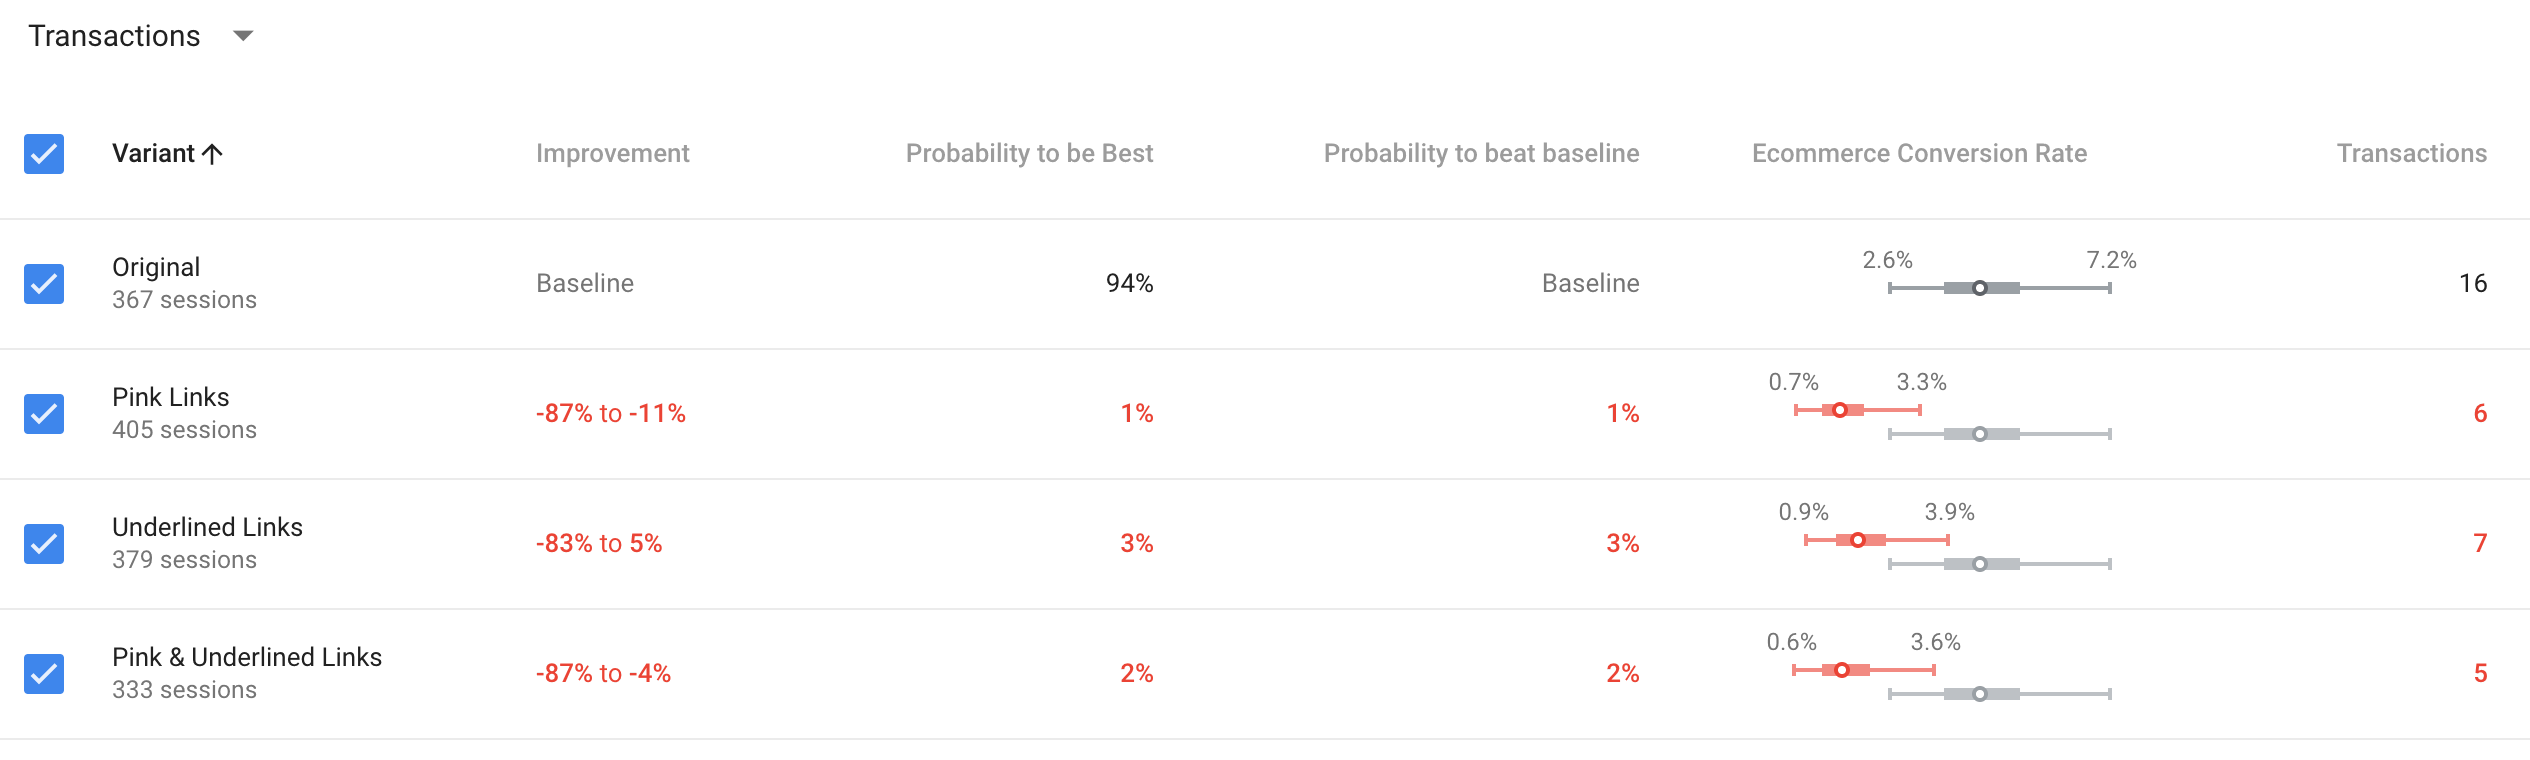 Transactions
Variant Improvement Probability to be Best Probability to beat baseline Ecommerce Conversion Rate Transactions
Original
367 sessions
Baseline 94% Baseline 2.6% 7.2% 16
Pink Links
405 sessions
-87% to -11% 1% 1% 0.7% 3.3% 6
Underlined Links
379 sessions
-83% to 5% 3% 3% 0.9% 3.9% 7
Pink & Underlined Links
333 sessions
-87% to -4% 2% 2% 0.6% 3.6% 5